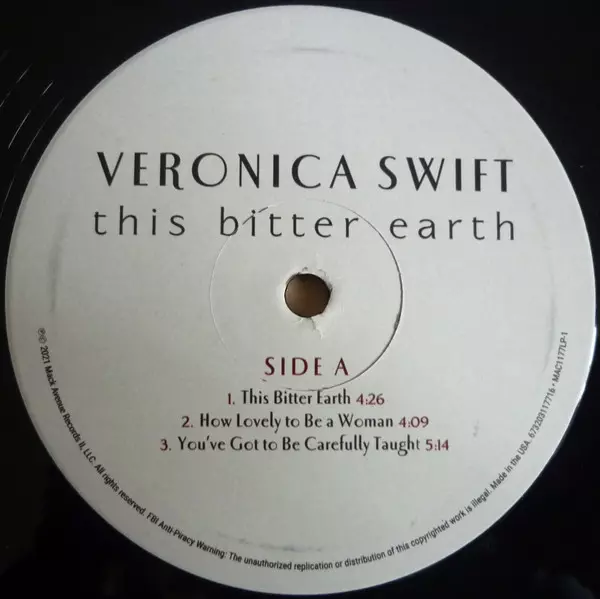 VERONICA SWIFT
this bitter earth
SIDE A
1. This Bitter Earth 4:26
2. How Lovely to Be a Woman 4:09
3. You've Got to Be Carefully Taught 5:14
℗© 2021 Mack Avenue Records II, LLC. All rights reserved. FBI Anti-Piracy Warning: The unauthorized replication or distribution of this copyrighted work is illegal. Made in the USA. 673203117716 • MAC1177LP-1